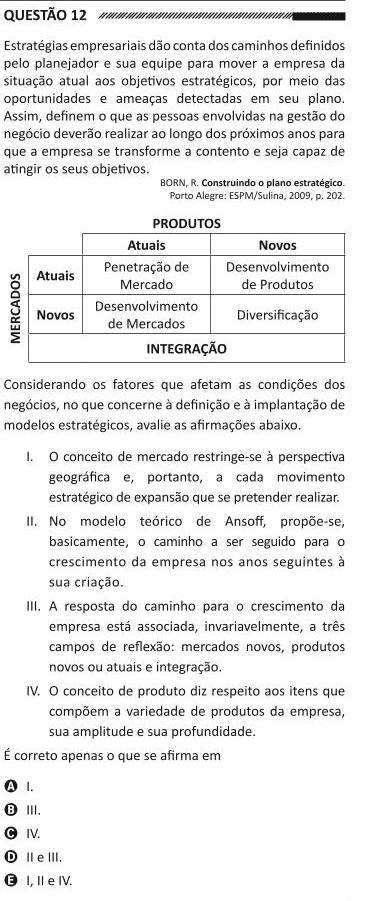 QUESTÃO 12
Estratégias empresariais dão conta dos caminhos definidos
pelo planejador e sua equipe para mover a empresa da
situação atual aos objetivos estratégicos, por meio das
oportunidades e ameaças detectadas em seu plano.
Assim, definem o que as pessoas envolvidas na gestão do
negócio deverão realizar ao longo dos próximos anos para
que a empresa se transforme a contento e seja capaz de
atingir os seus objetivos.
BORN, R. Construindo o plano estratégico.
Porto Alegre: ESPM/Sulina, 2009, p. 202.
PRODUTOS
Atuais Novos
MERCADOS
Atuais
Penetração de
Mercado
Desenvolvimento
de Produtos
Novos
Desenvolvimento
de Mercados
Diversificação
INTEGRAÇÃO
Considerando os fatores que afetam as condições dos
negócios, no que concerne à definição e à implantação de
modelos estratégicos, avalie as afirmações abaixo.
I. O conceito de mercado restringe-se à perspectiva
geográfica e, portanto, a cada movimento
estratégico de expansão que se pretender realizar.
II. No modelo teórico de Ansoff, propõe-se,
basicamente, o caminho a ser seguido para o
crescimento da empresa nos anos seguintes à
sua criação.
III. A resposta do caminho para o crescimento da
empresa está associada, invariavelmente, a três
campos de reflexão: mercados novos, produtos
novos ou atuais e integração.
IV. O conceito de produto diz respeito aos itens que
compõem a variedade de produtos da empresa,
sua amplitude e sua profundidade.
É correto apenas o que se afirma em
A I.
B III.
C IV.
D II e III.
E I, II e IV.